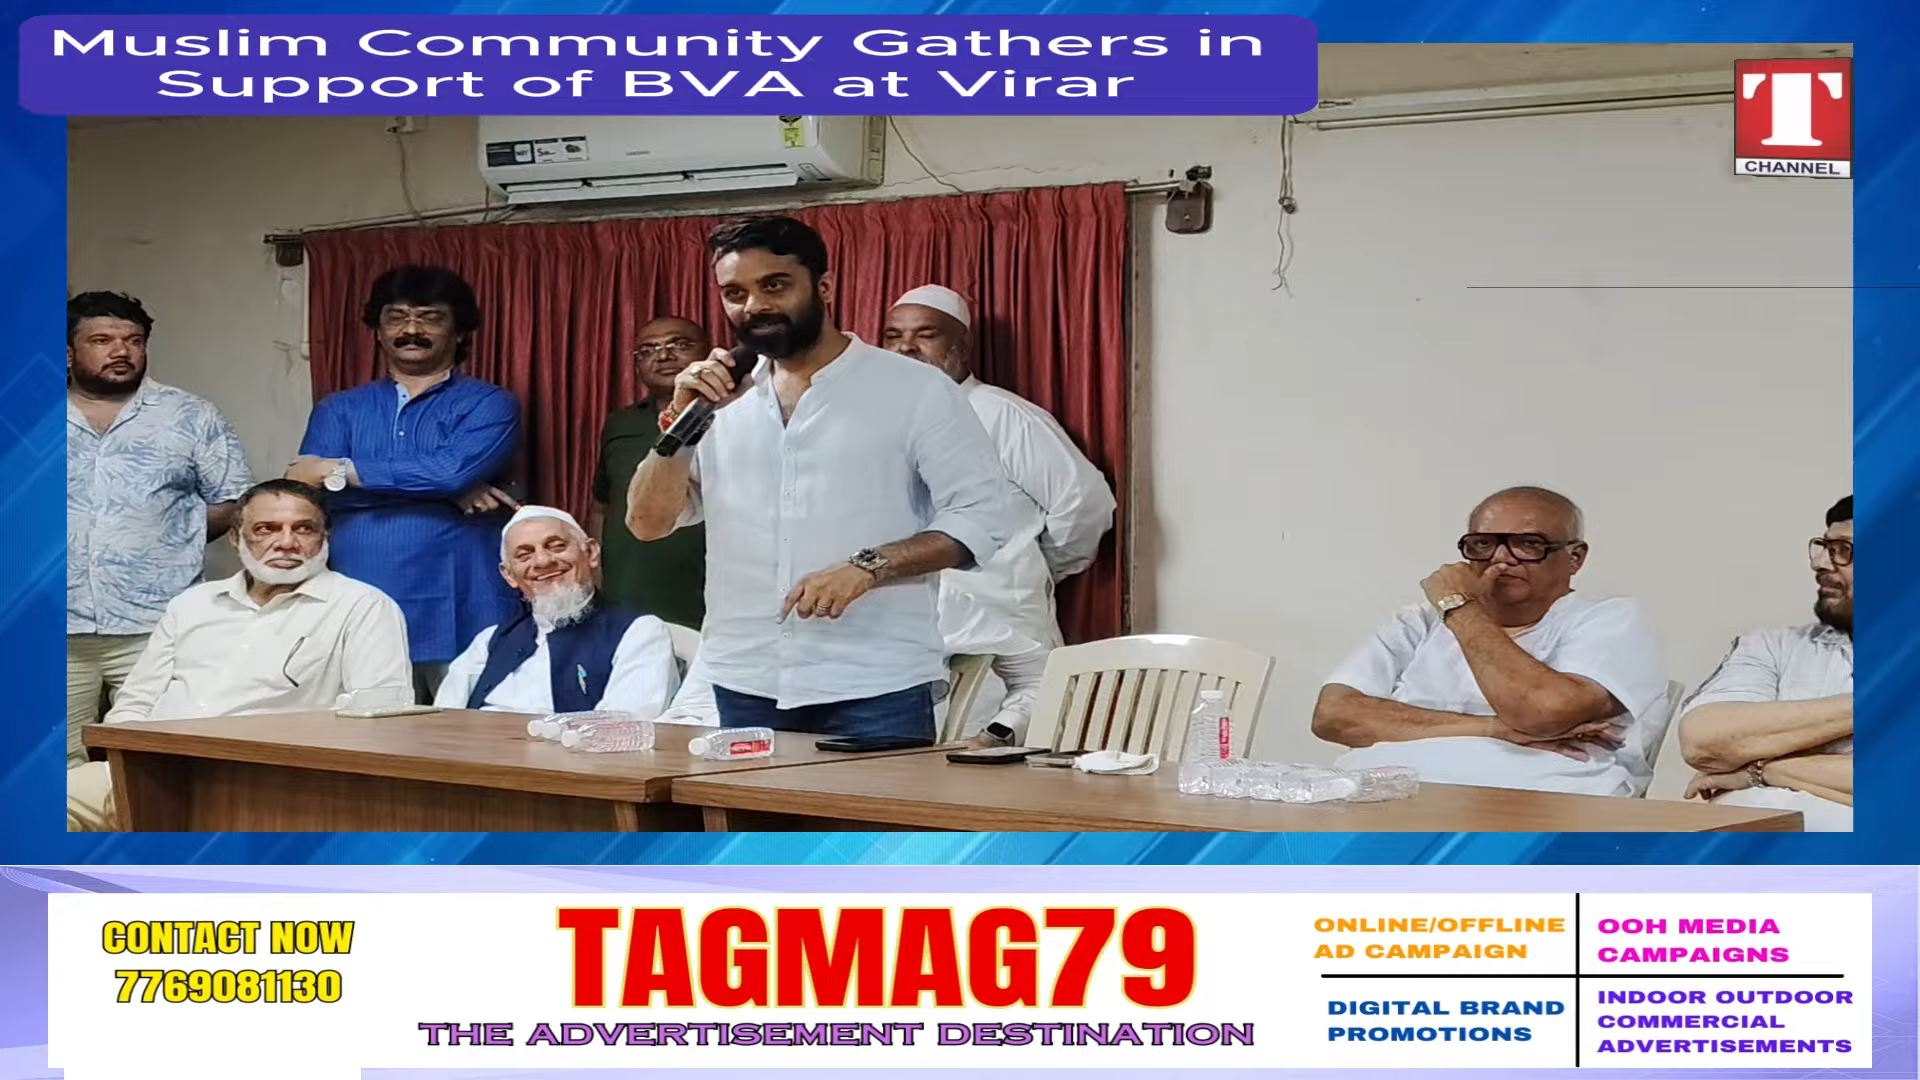 Muslim Community Gathers in
Support of BVA at Virar
T
CHANNEL
CONTACT NOW
7769081130
TAGMAG79
THE ADVERTISEMENT DESTINATION
ONLINE/OFFLINE
AD CAMPAIGN
OOH MEDIA
CAMPAIGNS
DIGITAL BRAND
PROMOTIONS
INDOOR OUTDOOR
COMMERCIAL
ADVERTISEMENTS